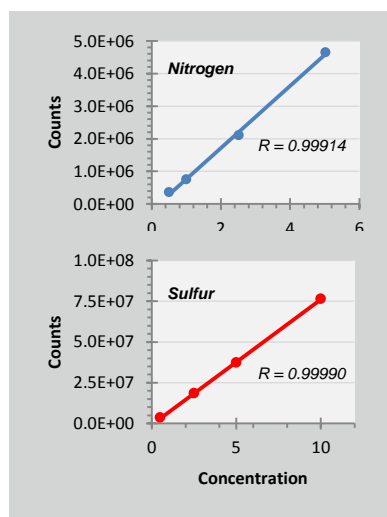 5.0E+06
Nitrogen
4.0E+06
3.0E+06
Counts
2.0E+06
R = 0.99914
1.0E+06
0.0E+00
0 2 4 6
1.0E+08
Sulfur
7.5E+07
Counts
5.0E+07
R = 0.99990
2.5E+07
0.0E+00
0 5 10
Concentration